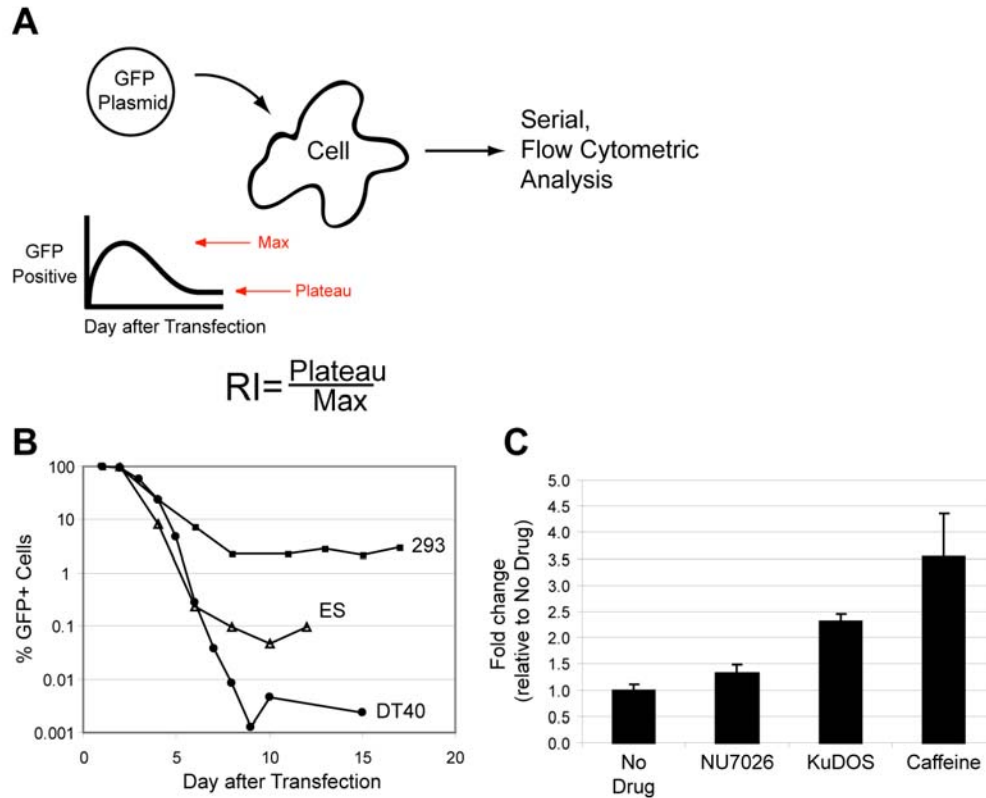 A
GFP
Plasmid
Cell
Serial,
Flow Cytometric
Analysis
GFP
Positive
Max
Plateau
Day after Transfection
RI= Plateau
Max
B
% GFP+ Cells
100
10
1
0.1
0.01
0.001
293
ES
DT40
0
5
10
15
20
Day after Transfection
C
Fold change
(relative to No Drug)
5.0
4.5
4.0
3.5
3.0
2.5
2.0
1.5
1.0
0.5
0.0
No
Drug
NU7026
KuDOS
Caffeine